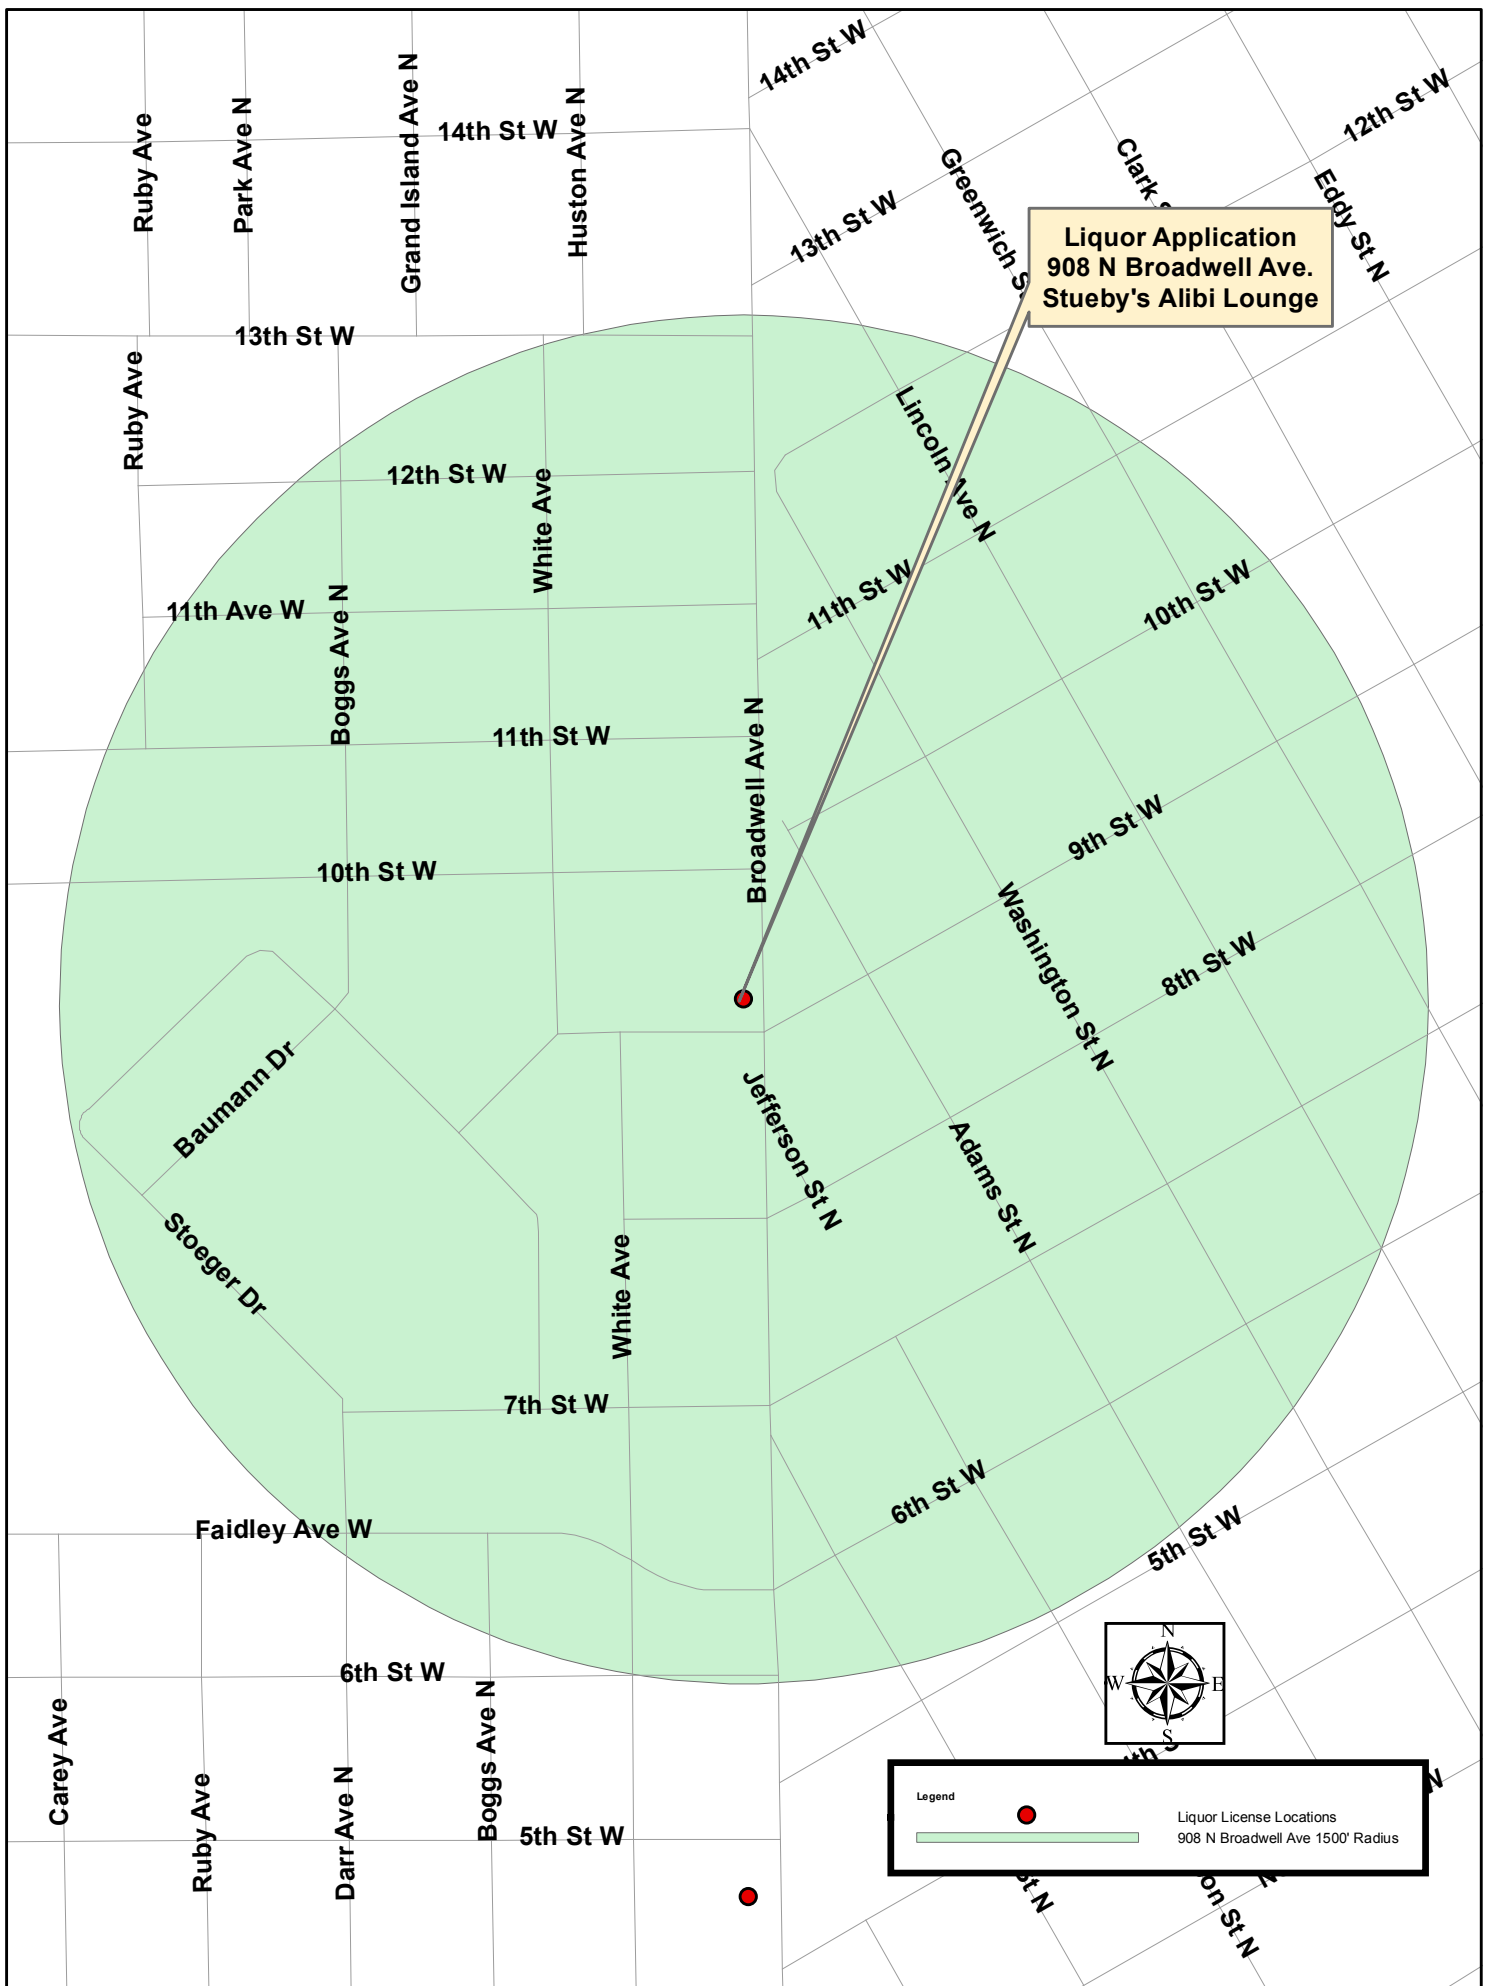 14th St W
12th St W
Ruby Ave
Park Ave N
Grand Island Ave N
14th St W
Huston Ave N
Greenwich
Clark
Eddy St N
13th St W
Liquor Application
908 N Broadwell Ave.
Stueby's Alibi Lounge
13th St W
Ruby Ave
Lincoln Ave N
12th St W
White Ave
11th St W
10th St W
11th Ave W
Boggs Ave N
11th St W
Broadwell Ave N
9th St W
10th St W
Washington St N
8th St W
Baumann Dr
Jefferson St N
Adams St N
Stoeger Dr
White Ave
7th St W
6th St W
Faidley Ave W
5th St W
6th St W
Carey Ave
Ruby Ave
Darr Ave N
Boggs Ave N
5th St W
N
W
E
S
Legend
Liquor License Locations
908 N Broadwell Ave 1500' Radius
St N